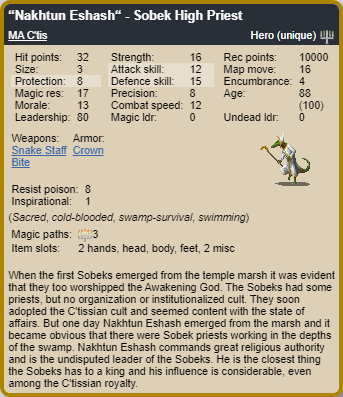 “Nakhtun Eshash“ - Sobek High Priest
MA C'tis Hero (unique)
Hit points: 32 Strength: 16 Rec points: 10000
Size: 3 Attack skill: 12 Map move: 16
Protection: 8 Defence skill: 15 Encumbrance: 4
Magic res: 17 Precision: 8 Age: 88
Morale: 13 Combat speed: 12 (100)
Leadership: 80 Magic ldr: 0 Undead ldr: 0
Weapons: Armor:
Snake Staff Crown
Bite
Resist poison: 8
Inspirational: 1
(Sacred, cold-blooded, swamp-survival, swimming)
Magic paths: 3
Item slots: 2 hands, head, body, feet, 2 misc
When the first Sobeks emerged from the temple marsh it was evident
that they too worshipped the Awakening God. The Sobeks had some
priests, but no organization or institutionalized cult. They soon
adopted the C'tissian cult and seemed content with the state of
affairs. But one day Nakhtun Eshash emerged from the marsh and it
became obvious that there were Sobek priests working in the depths
of the swamp. Nakhtun Eshash commands great religious authority
and is the undisputed leader of the Sobeks. He is the closest thing
the Sobeks has to a king and his influence is considerable, even
among the C'tissian royalty.